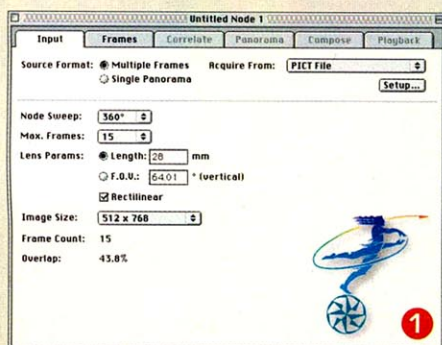 Untitled Node 1
Input Frames Correlate Panorama Compose Playback
Source Format: Multiple Frames Acquire From: PICT File
Single Panorama
Setup...
Node Sweep: 360°
Max. Frames: 15
Lens Params: Length: 28 mm
F.O.V.: 64.01 ° (vertical)
Rectilinear
Image Size: 512 x 768
Frame Count: 15
Overlap: 43.8%
1